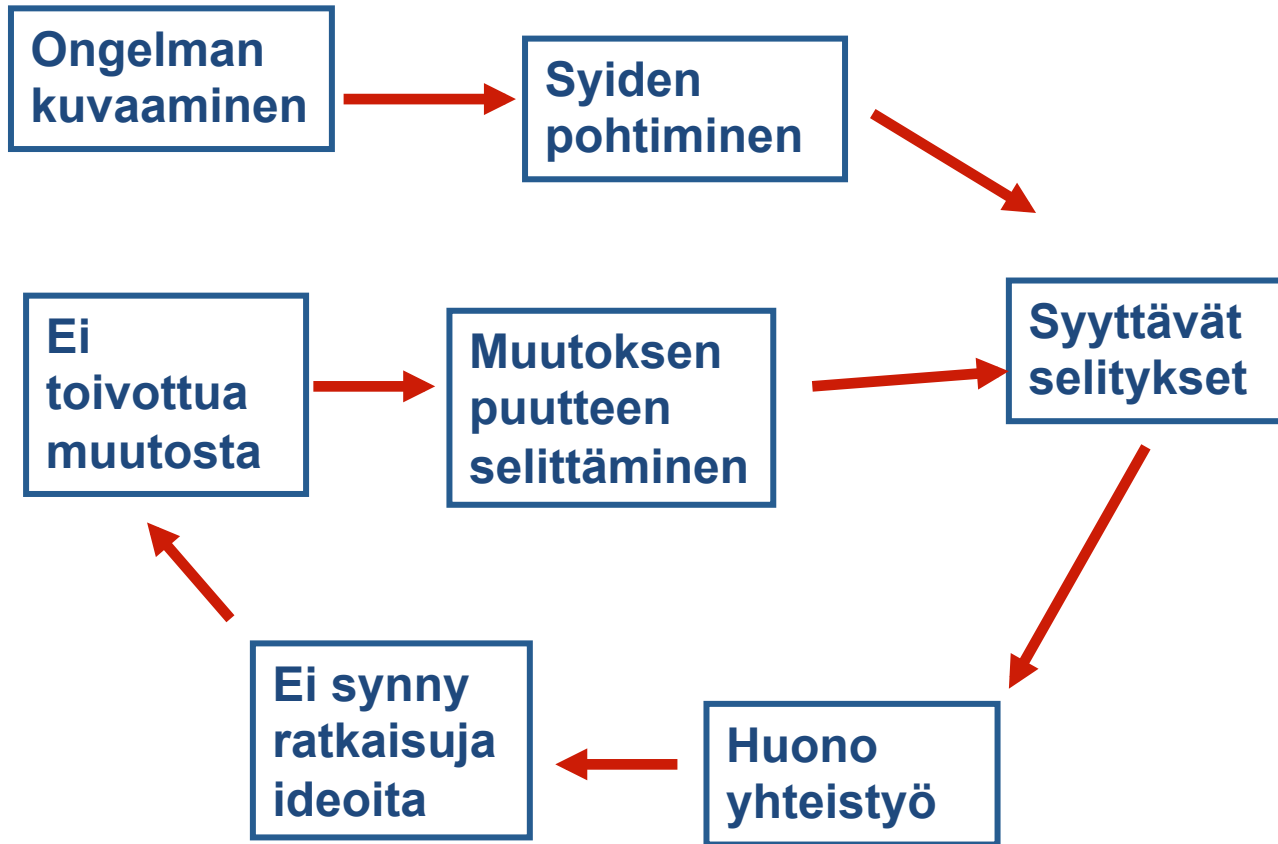 Ongelman
kuvaaminen
Syiden
pohtiminen
Syyttävät
selitykset
Huono
yhteistyö
Ei synny
ratkaisuja
ideoita
Ei
toivottua
muutosta
Muutoksen
puutteen
selittäminen